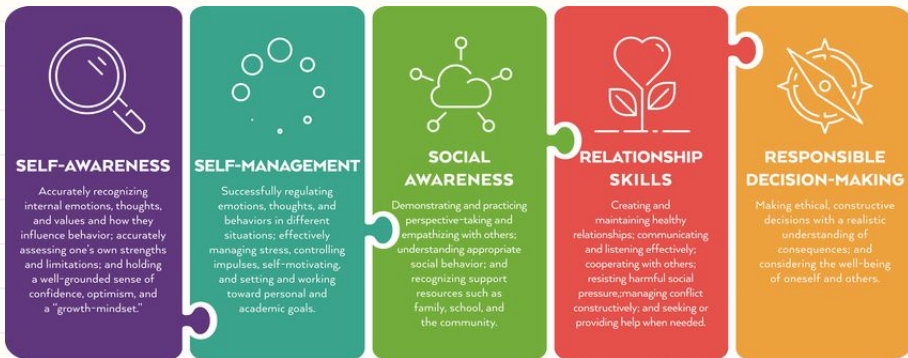 SELF-AWARENESS
Accurately recognizing
internal emotions, thoughts,
and values and how they
influence behavior; accurately
assessing one's own strengths
and limitations; and holding
a well-grounded sense of
confidence, optimism, and
a "growth-mindset."
SELF-MANAGEMENT
Successfully regulating
emotions, thoughts, and
behaviors in different
situations; effectively
managing stress, controlling
impulses, self-motivating,
and setting and working
toward personal and
academic goals.
SOCIAL
AWARENESS
Demonstrating and practicing
perspective-taking and
empathizing with others;
understanding appropriate
social behavior; and
recognizing support
resources such as
family, school, and
the community.
RELATIONSHIP
SKILLS
Creating and
maintaining healthy
relationships; communicating
and listening effectively;
cooperating with others;
resisting harmful social
pressure,;managing conflict
constructively; and seeking or
providing help when needed.
RESPONSIBLE
DECISION-MAKING
Making ethical, constructive
decisions with a realistic
understanding of
consequences; and
considering the well-being
of oneself and others.